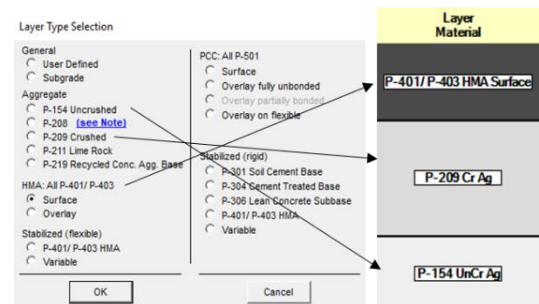 Layer Type Selection
General
User Defined
Subgrade
Aggregate
P-154 Uncrushed
P-208 (see Note)
P-209 Crushed
P-211 Lime Rock
P-219 Recycled Conc. Agg. Base
HMA: All P-401/ P-403
Surface
Overlay
Stabilized (flexible)
P-401/ P-403 HMA
Variable
OK
PCC: All P-501
Surface
Overlay fully unbonded
Overlay partially bonded
Overlay on flexible
Stabilized (rigid)
P-301 Soil Cement Base
P-304 Cement Treated Base
P-306 Lean Concrete Subbase
P-401/ P-403 HMA
Variable
Cancel
Layer
Material
P-401/ P-403 HMA Surface
P-209 Cr Ag
P-154 UnCr Ag